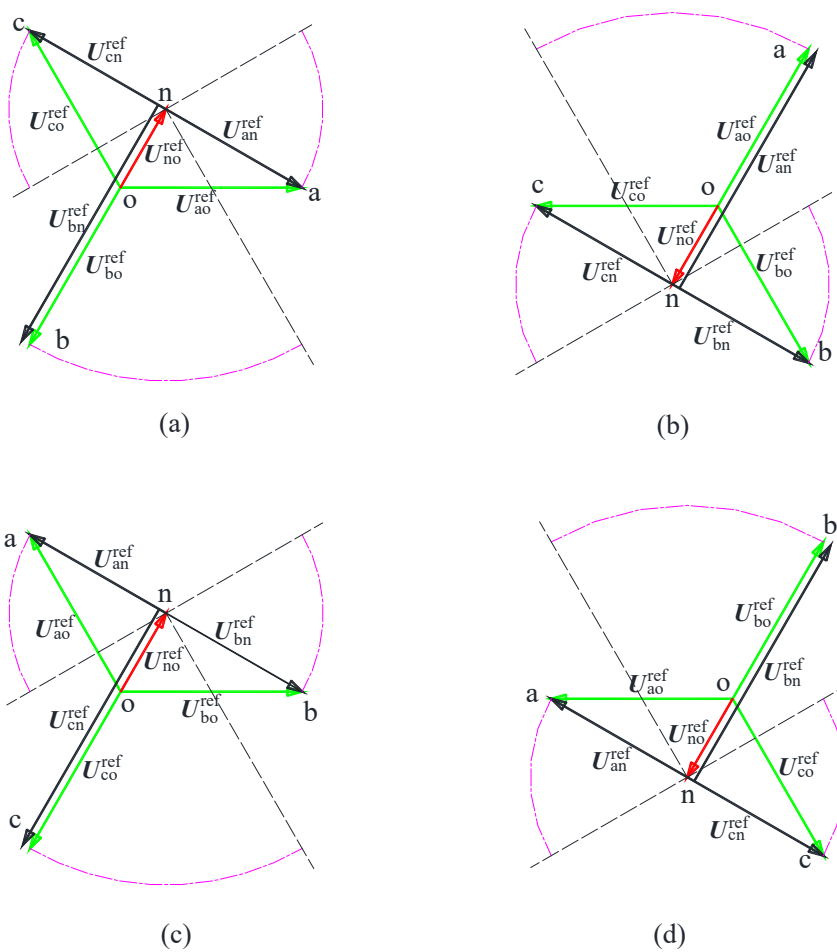 c
U_cn^ref
n
U_co^ref
U_an^ref
U_no^ref
o
U_ao^ref
a
U_bn^ref
U_bo^ref
b
(a)
a
U_ao^ref
U_an^ref
c
U_co^ref
o
U_no^ref
U_bo^ref
U_cn^ref
n
U_bn^ref
b
(b)
a
U_an^ref
n
U_ao^ref
U_bn^ref
U_no^ref
o
U_bo^ref
b
U_cn^ref
U_co^ref
c
(c)
b
U_bo^ref
U_bn^ref
a
U_ao^ref
o
U_no^ref
U_co^ref
U_an^ref
n
U_cn^ref
c
(d)